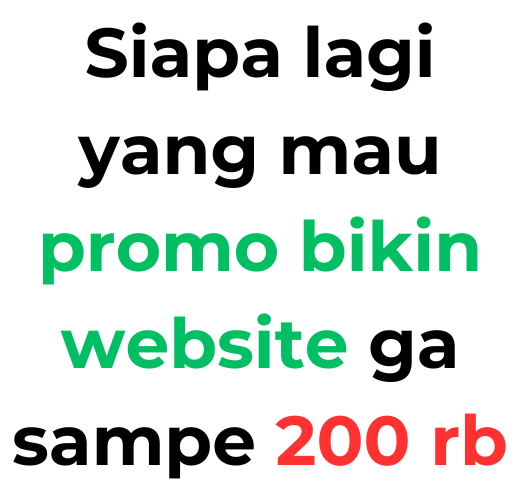 Siapa lagi
yang mau
promo bikin
website ga
sampe 200 rb